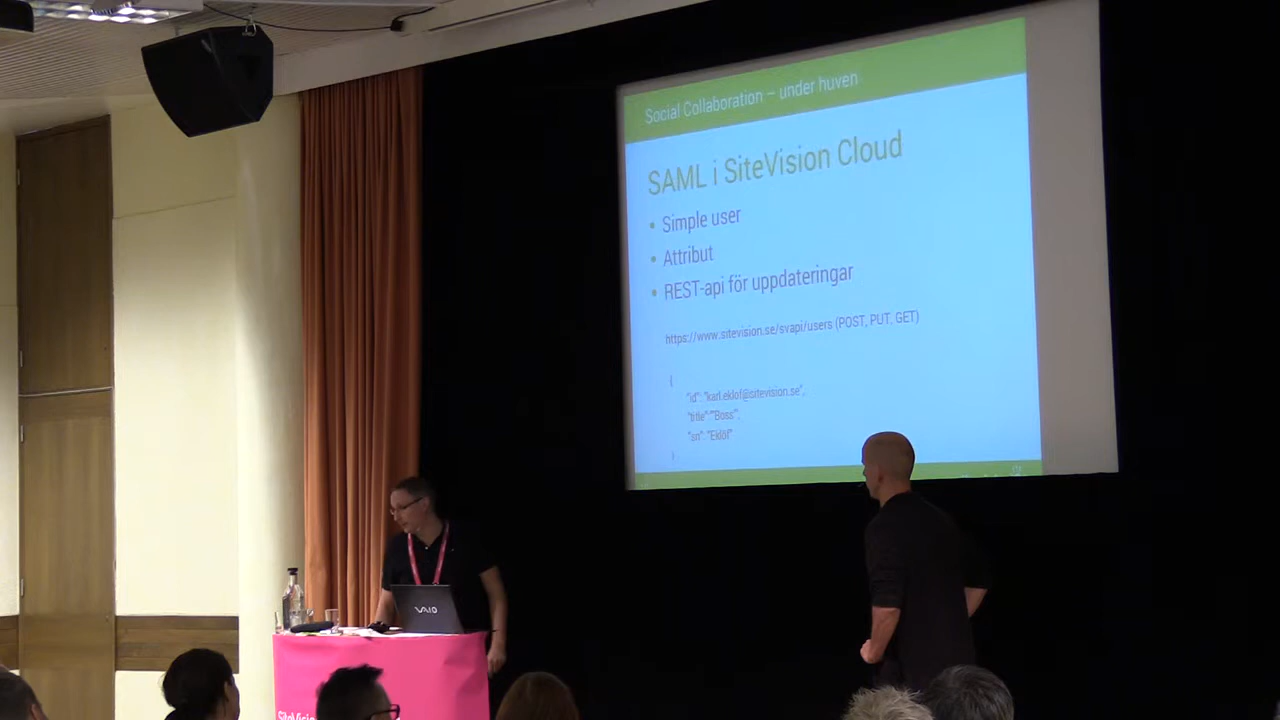 Social Collaboration – under huven
SAML i SiteVision Cloud
• Simple user
• Attribut
• REST-api för uppdateringar
https://www.sitevision.se/svapi/users (POST, PUT, GET)
{
"id": "karl.eklof@sitevision.se",
"title":"Boss",
"sn": "Eklöf"
}
VAIO
SiteVision